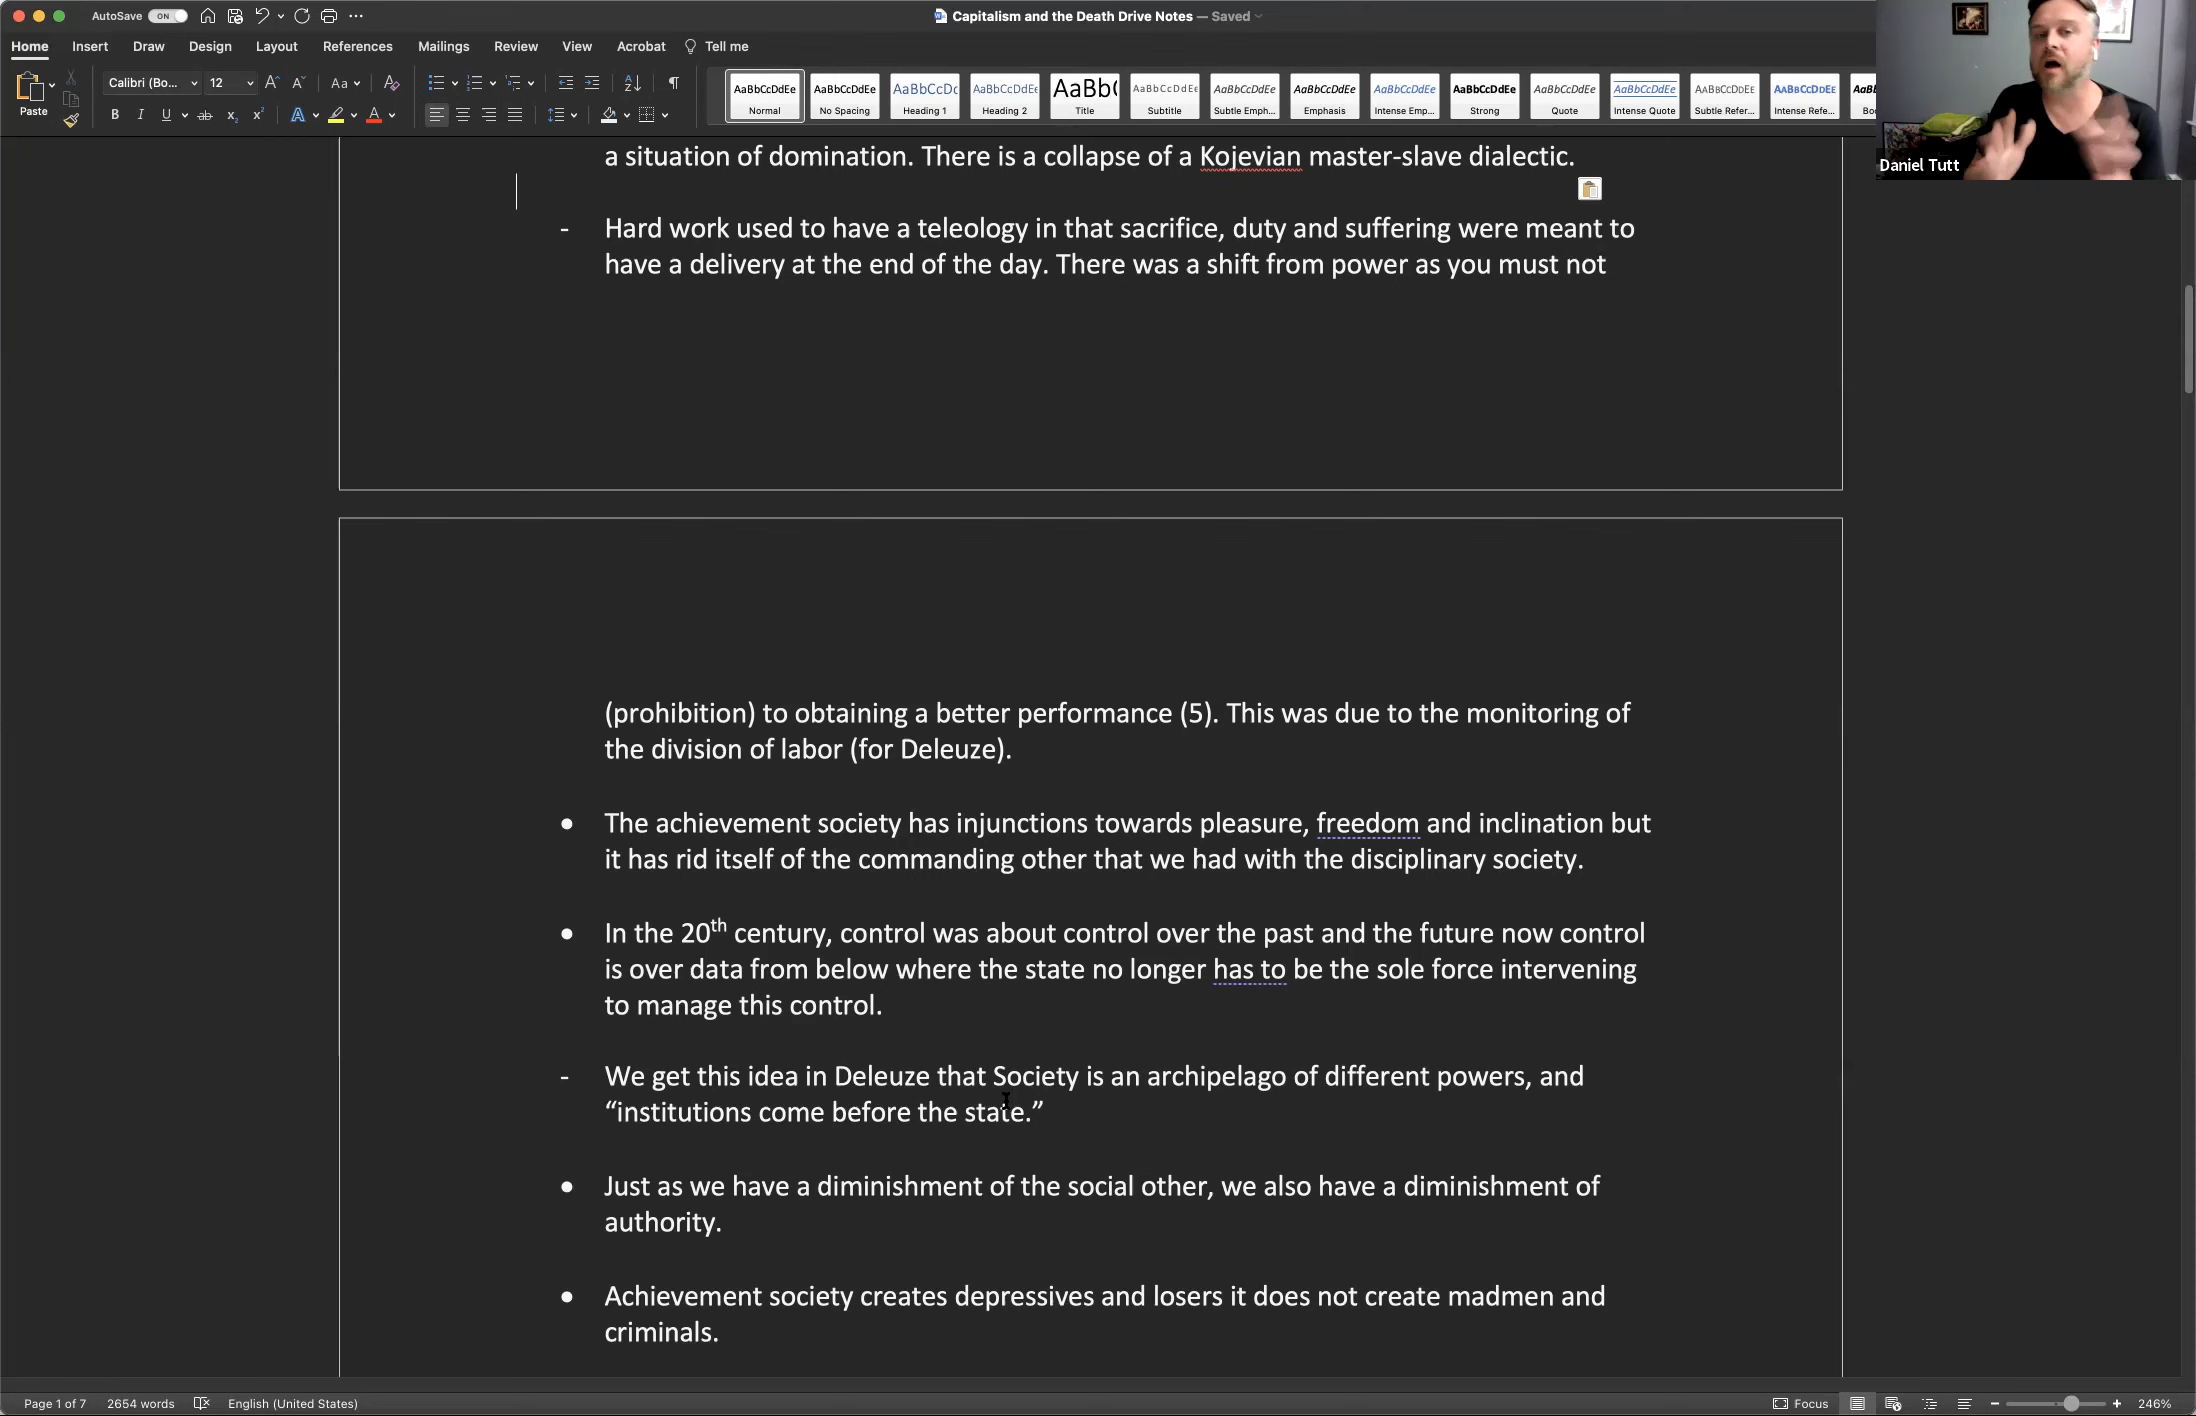 AutoSave ON
Capitalism and the Death Drive Notes — Saved
Home Insert Draw Design Layout References Mailings Review View Acrobat Tell me
Paste
Calibri (Bo... 12
AaBbCcDdEe AaBbCcDdEe AaBbCcDc AaBbCcDdEe AaBb( AaBbCcDdEe AaBbCcDdEe AaBbCcDdEe AaBbCcDdEe AaBbCcDdEe AaBbCcDdEe AaBbCcDdEe AaBbCcDdEe AaBbCcDdEe
Normal No Spacing Heading 1 Heading 2 Title Subtitle Subtle Emph... Emphasis Intense Emp... Strong Quote Intense Quote Subtle Refer... Intense Refe...
Daniel Tutt
a situation of domination. There is a collapse of a Kojevian master-slave dialectic.
- Hard work used to have a teleology in that sacrifice, duty and suffering were meant to
have a delivery at the end of the day. There was a shift from power as you must not
(prohibition) to obtaining a better performance (5). This was due to the monitoring of
the division of labor (for Deleuze).
• The achievement society has injunctions towards pleasure, freedom and inclination but
it has rid itself of the commanding other that we had with the disciplinary society.
• In the 20th century, control was about control over the past and the future now control
is over data from below where the state no longer has to be the sole force intervening
to manage this control.
- We get this idea in Deleuze that Society is an archipelago of different powers, and
“institutions come before the state.”
• Just as we have a diminishment of the social other, we also have a diminishment of
authority.
• Achievement society creates depressives and losers it does not create madmen and
criminals.
Page 1 of 7 2654 words English (United States) Focus 246%